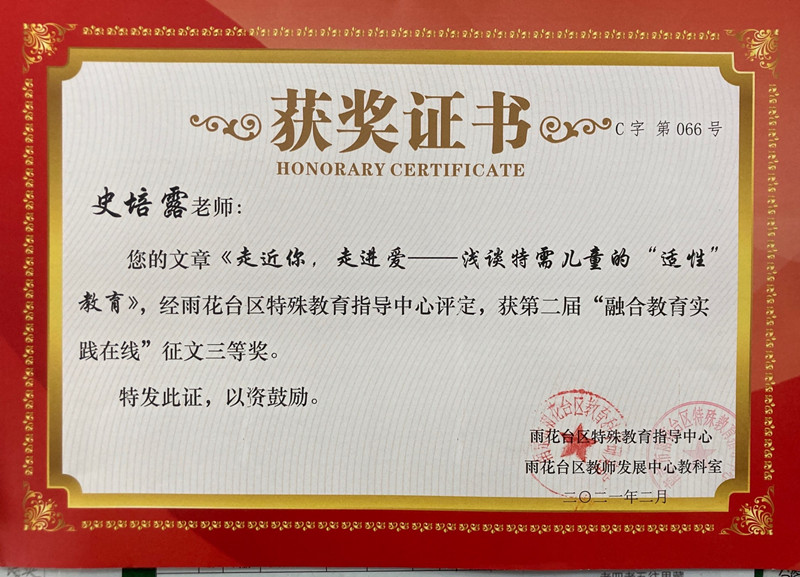 获奖证书
C字 第066号
HONORARY CERTIFICATE
史培露老师：
您的文章《走近你，走进爱——浅谈特需儿童的“适性”
教育》，经雨花台区特殊教育指导中心评定，获第二届“融合教育实
践在线”征文三等奖。
特发此证，以资鼓励。
雨花台区特殊教育指导中心
雨花台区教师发展中心教科室
二〇二一年二月